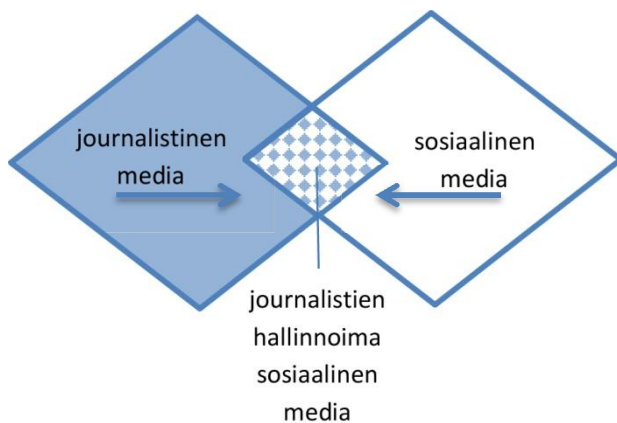 journalistinen
media
sosiaalinen
media
journalistien
hallinnoima
sosiaalinen
media